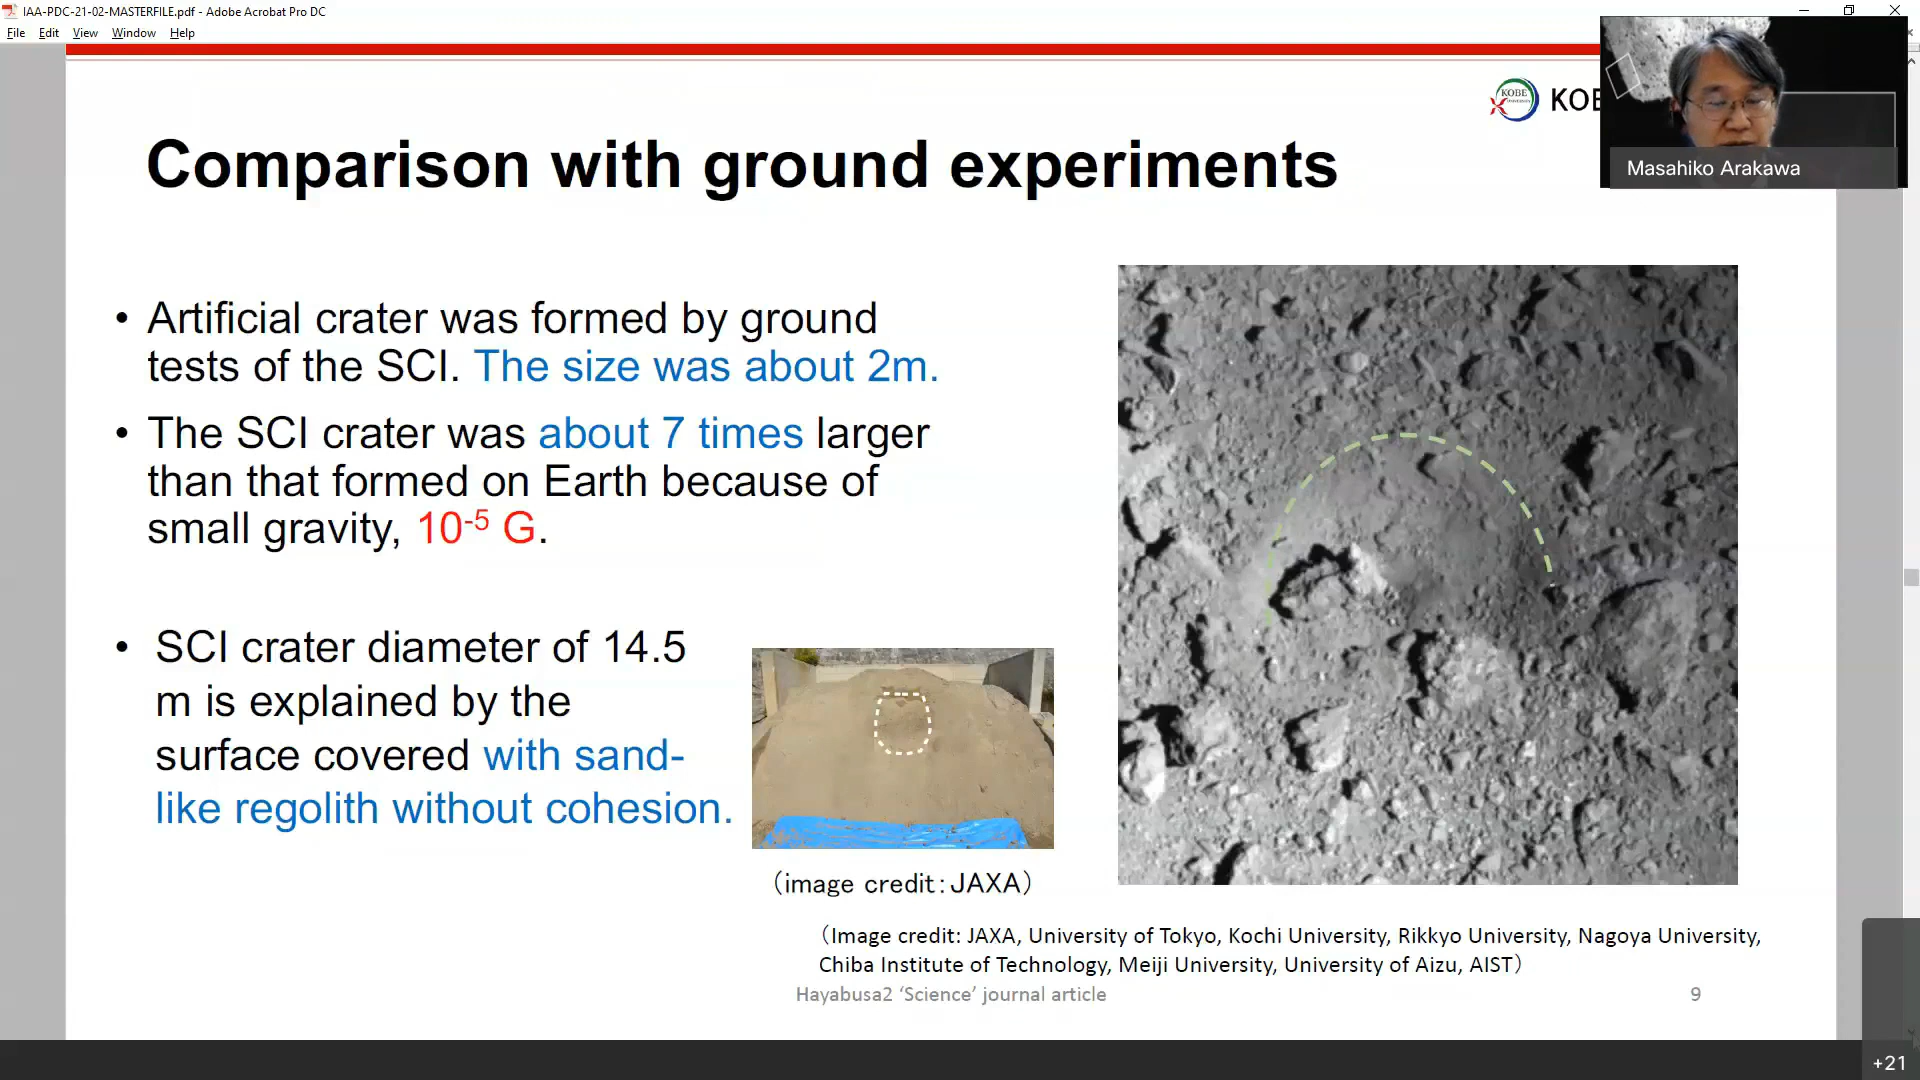 IAA-PDC-21-02-MASTERFILE.pdf - Adobe Acrobat Pro DC
File Edit View Window Help
KOBE
Masahiko Arakawa
Comparison with ground experiments
• Artificial crater was formed by ground
tests of the SCI. The size was about 2m.
• The SCI crater was about 7 times larger
than that formed on Earth because of
small gravity, 10⁻⁵ G.
• SCI crater diameter of 14.5
m is explained by the
surface covered with sand-
like regolith without cohesion.
（image credit：JAXA）
（Image credit: JAXA, University of Tokyo, Kochi University, Rikkyo University, Nagoya University,
Chiba Institute of Technology, Meiji University, University of Aizu, AIST）
Hayabusa2 ‘Science’ journal article
9
+21